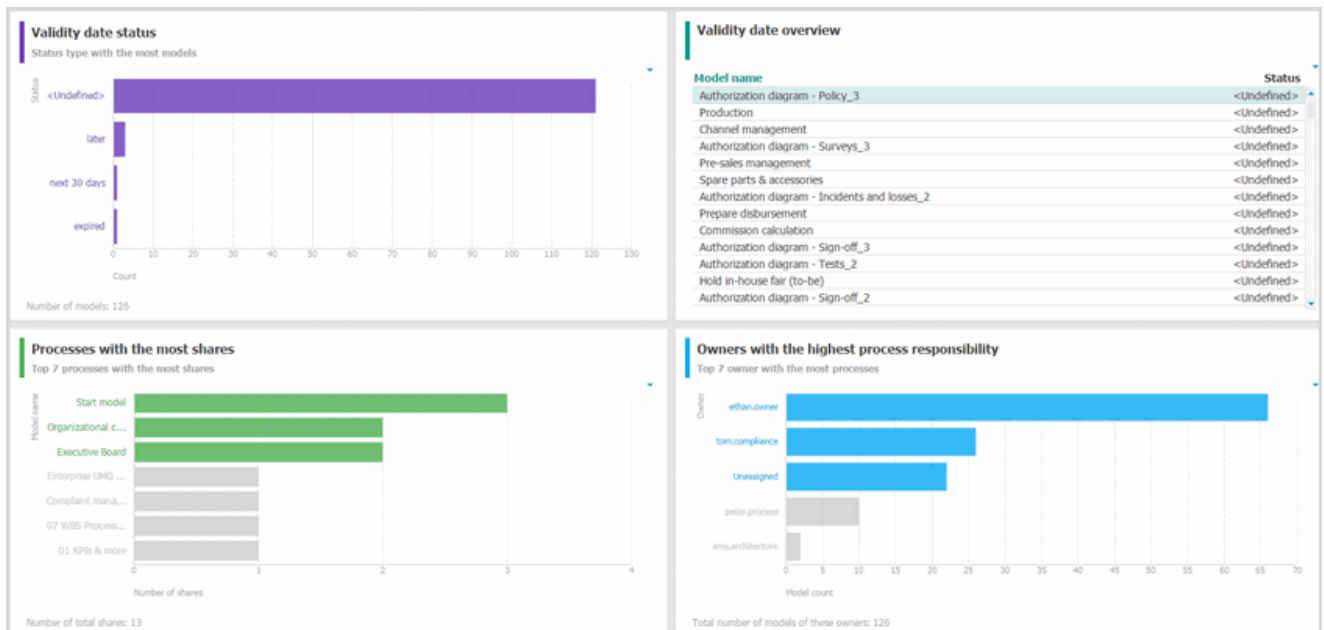 Validity date status
Status type with the most models
Status
<Undefined>
later
next 30 days
expired
0 10 20 30 40 50 60 70 80 90 100 110 120 130
Count
Number of models: 126
Validity date overview
Model name Status
Authorization diagram - Policy_3 <Undefined>
Production <Undefined>
Channel management <Undefined>
Authorization diagram - Surveys_3 <Undefined>
Pre-sales management <Undefined>
Spare parts & accessories <Undefined>
Authorization diagram - Incidents and losses_2 <Undefined>
Prepare disbursement <Undefined>
Commission calculation <Undefined>
Authorization diagram - Sign-off_3 <Undefined>
Authorization diagram - Tests_2 <Undefined>
Hold in-house fair (to-be) <Undefined>
Authorization diagram - Sign-off_2 <Undefined>
Processes with the most shares
Top 7 processes with the most shares
Model name
Start model
Organizational c...
Executive Board
Enterprise UMG ...
Complaint mana...
07 WBS Process...
01 KPIs & more
0 1 2 3 4
Number of shares
Number of total shares: 13
Owners with the highest process responsibility
Top 7 owner with the most processes
Owner
ethan.owner
tom.compliance
Unassigned
peter.process
amy.architecture
0 5 10 15 20 25 30 35 40 45 50 55 60 65 70
Model count
Total number of models of these owners: 126